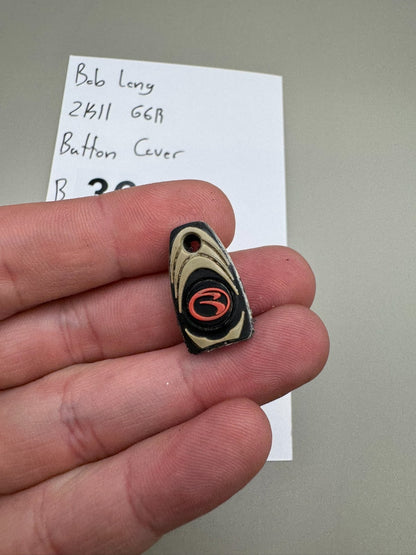 Bob Long
2K11 G6R
Button Cover
B